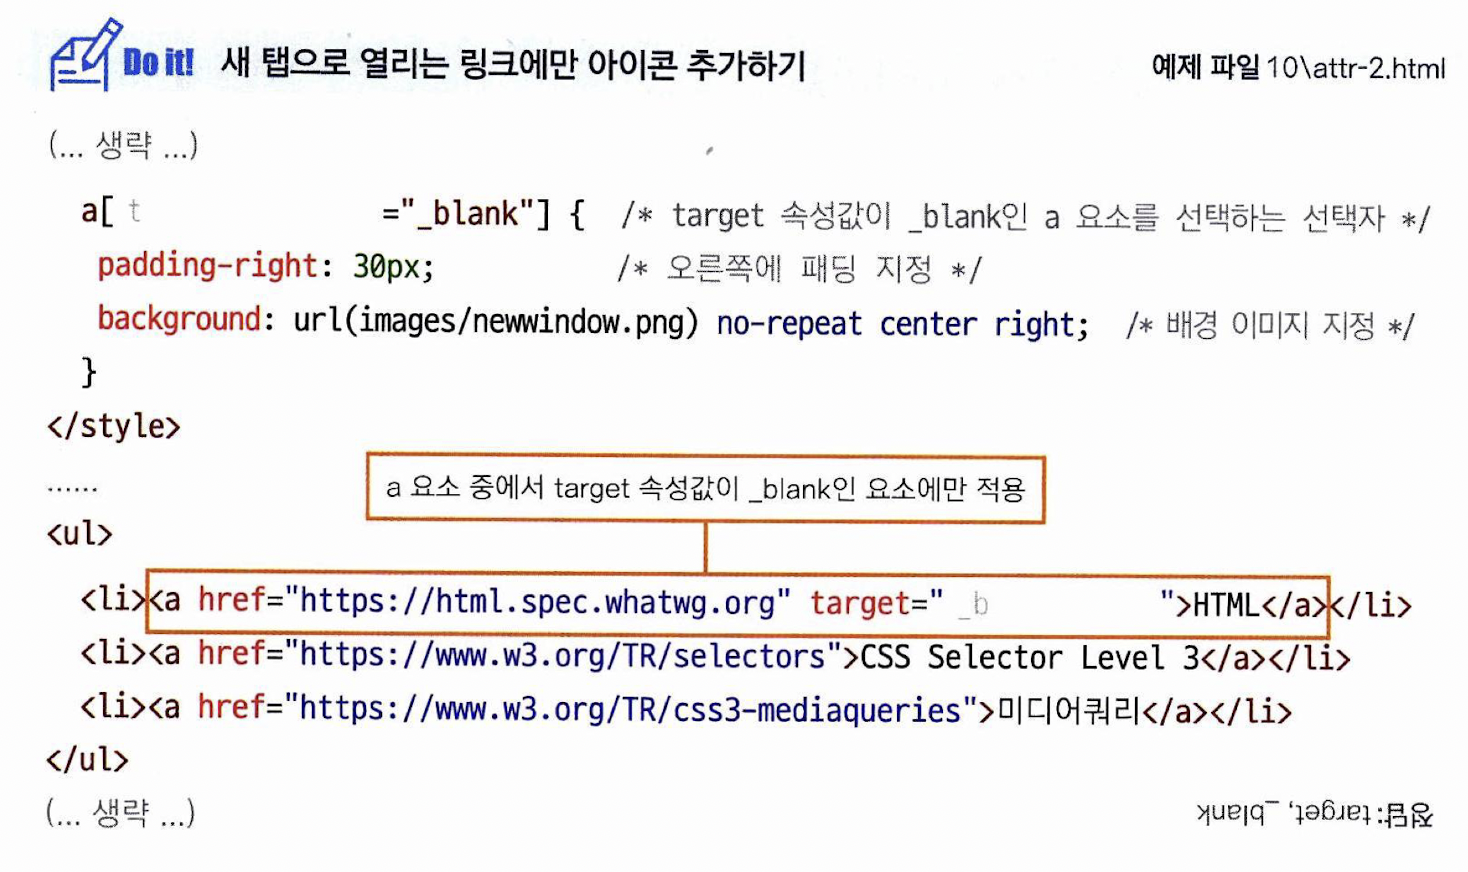 Do it! 새 탭으로 열리는 링크에만 아이콘 추가하기 예제 파일 10\attr-2.html
(... 생략 ...)
a[ t ="_blank"] { /* target 속성값이 _blank인 a 요소를 선택하는 선택자 */
padding-right: 30px; /* 오른쪽에 패딩 지정 */
background: url(images/newwindow.png) no-repeat center right; /* 배경 이미지 지정 */
}
</style>
......
a 요소 중에서 target 속성값이 _blank인 요소에만 적용
<ul>
<li><a href="https://html.spec.whatwg.org" target=" _b ">HTML</a></li>
<li><a href="https://www.w3.org/TR/selectors">CSS Selector Level 3</a></li>
<li><a href="https://www.w3.org/TR/css3-mediaqueries">미디어쿼리</a></li>
</ul>
(... 생략 ...)
정답: target, _blank